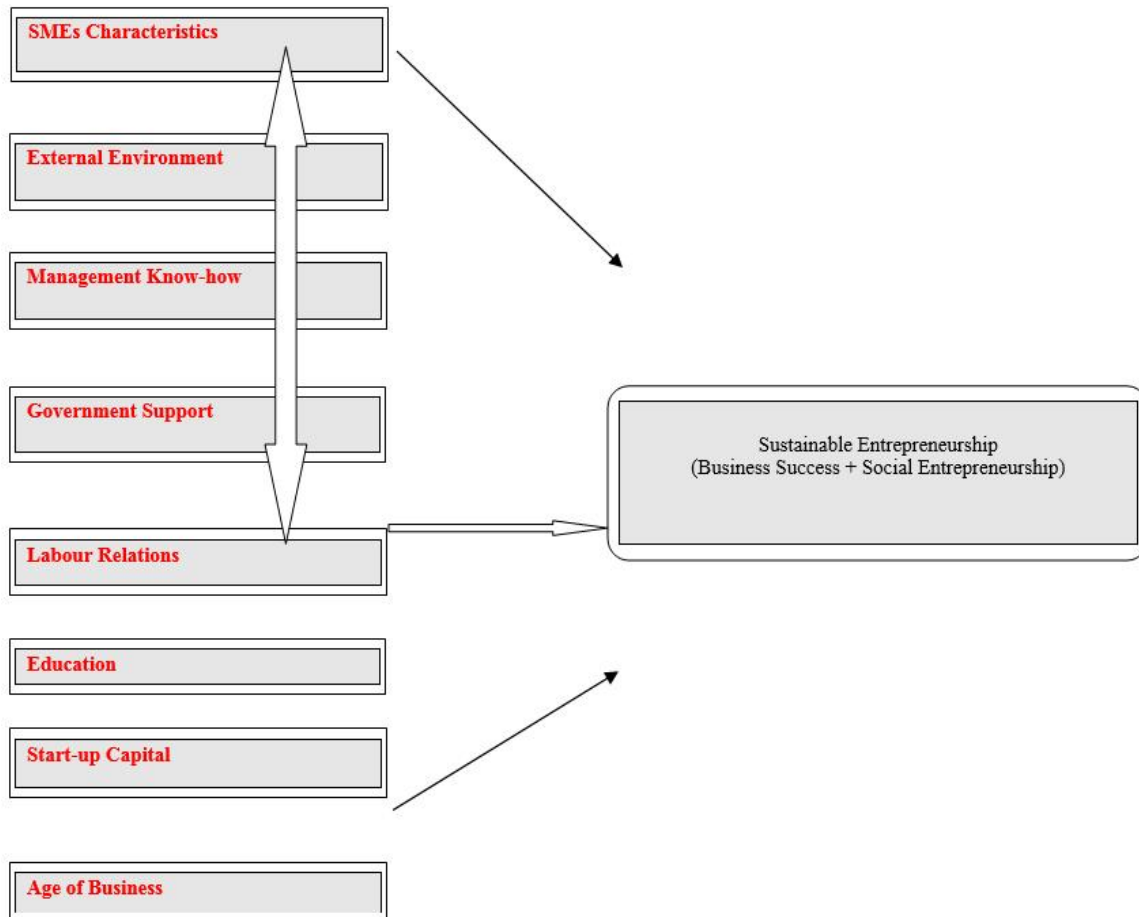 SMEs Characteristics
External Environment
Management Know-how
Government Support
Sustainable Entrepreneurship
(Business Success + Social Entrepreneurship)
Labour Relations
Education
Start-up Capital
Age of Business